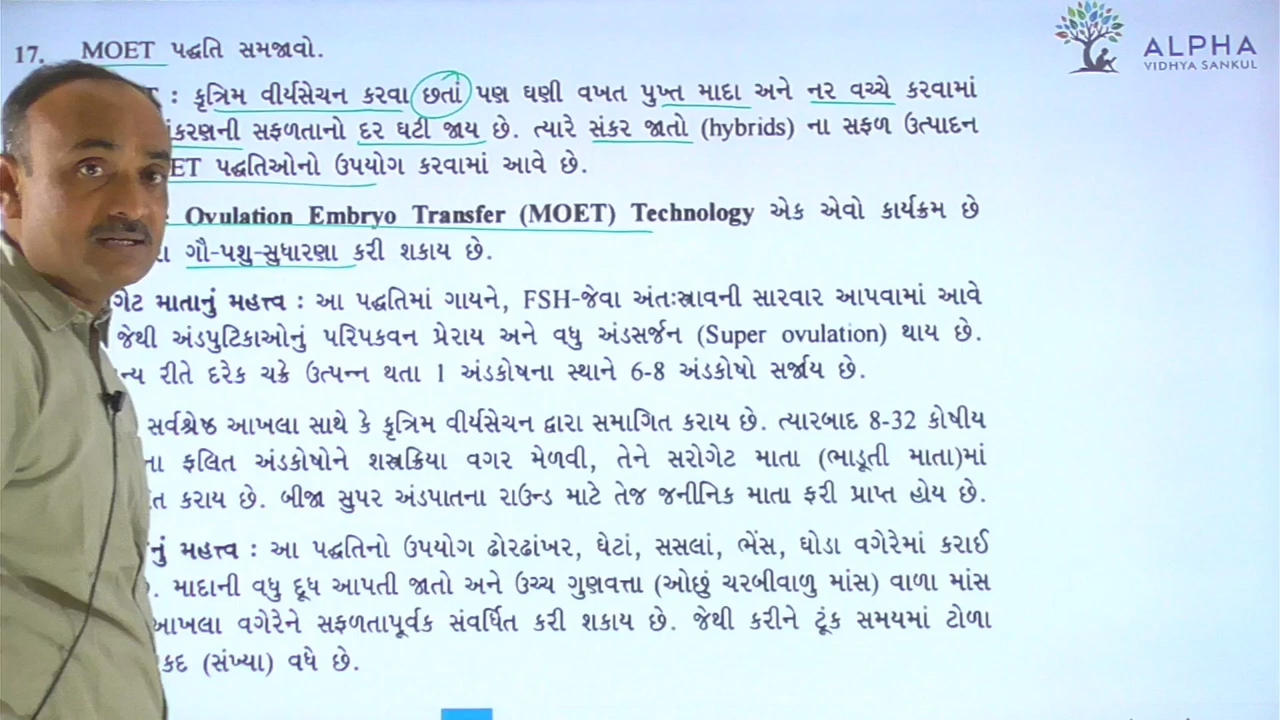 17. MOET પદ્ધતિ સમજાવો.
ALPHA
VIDHYA SANKUL
: કૃત્રિમ વીર્યસેચન કરવા છતાં પણ ઘણી વખત પુખ્ત માદા અને નર વચ્ચે કરવામાં
સંકરણની સફળતાનો દર ઘટી જાય છે. ત્યારે સંકર જાતો (hybrids) ના સફળ ઉત્પાદન
ET પદ્ધતિઓનો ઉપયોગ કરવામાં આવે છે.
Ovulation Embryo Transfer (MOET) Technology એક એવો કાર્યક્રમ છે
ગૌ-પશુ-સુધારણા કરી શકાય છે.
ગેટ માતાનું મહત્ત્વ : આ પદ્ધતિમાં ગાયને, FSH-જેવા અંતઃસ્ત્રાવની સારવાર આપવામાં આવે
જેથી અંડપુટિકાઓનું પરિપકવન પ્રેરાય અને વધુ અંડસર્જન (Super ovulation) થાય છે.
ન્ય રીતે દરેક ચક્રે ઉત્પન્ન થતા 1 અંડકોષના સ્થાને 6-8 અંડકોષો સર્જાય છે.
સર્વશ્રેષ્ઠ આખલા સાથે કે કૃત્રિમ વીર્યસેચન દ્વારા સમાગિત કરાય છે. ત્યારબાદ 8-32 કોષીય
ના ફલિત અંડકોષોને શસ્ત્રક્રિયા વગર મેળવી, તેને સરોગેટ માતા (ભાડૂતી માતા)માં
ત કરાય છે. બીજા સુપર અંડપાતના રાઉન્ડ માટે તેજ જનીનિક માતા ફરી પ્રાપ્ત હોય છે.
નું મહત્ત્વ : આ પદ્ધતિનો ઉપયોગ ઢોરઢાંખર, ઘેટાં, સસલાં, ભેંસ, ઘોડા વગેરેમાં કરાઈ
. માદાની વધુ દૂધ આપતી જાતો અને ઉચ્ચ ગુણવત્તા (ઓછું ચરબીવાળુ માંસ) વાળા માંસ
આખલા વગેરેને સફળતાપૂર્વક સંવર્ધિત કરી શકાય છે. જેથી કરીને ટૂંક સમયમાં ટોળા
કદ (સંખ્યા) વધે છે.